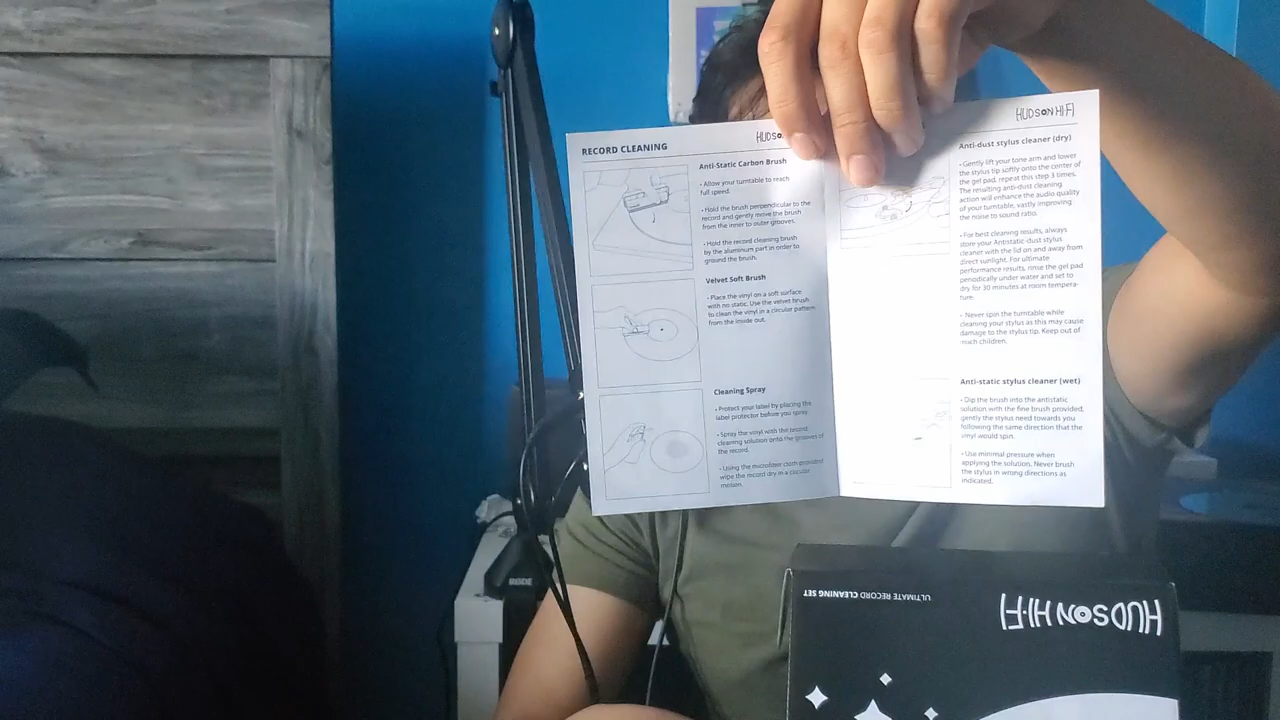 RECORD CLEANING
HUDSO
Anti-Static Carbon Brush
• Allow your turntable to reach
full speed.
• Hold the brush perpendicular to the
record and gently move the brush
from the inner to outer grooves.
• Hold the record cleaning brush
by the aluminum part in order to
ground the brush.
Velvet Soft Brush
• Place the vinyl on a soft surface
with no static. Use the velvet brush
to clean the vinyl in a circular pattern
from the inside out.
Cleaning Spray
• Protect your label by placing the
label protector before you spray.
• Spray the vinyl with the record
cleaning solution onto the grooves of
the record.
• Using the microfiber cloth provided
wipe the record dry in a circular
motion.
HUDSON HI-FI
Anti-dust stylus cleaner (dry)
• Gently lift your tone arm and lower
the stylus tip softly onto the center of
the gel pad, repeat this step 3 times.
The resulting anti-dust cleaning
action will enhance the audio quality
of your turntable, vastly improving
the noise to sound ratio.
• For best cleaning results, always
store your Antistatic-dust stylus
cleaner with the lid on and away from
direct sunlight. For ultimate
performance results, rinse the gel pad
periodically under water and set to
dry for 30 minutes at room tempera-
ture.
• Never spin the turntable while
cleaning your stylus as this may cause
damage to the stylus tip. Keep out of
reach children.
Anti-static stylus cleaner (wet)
• Dip the brush into the antistatic
solution with the fine brush provided,
gently the stylus need towards you
following the same direction that the
vinyl would spin.
• Use minimal pressure when
applying the solution. Never brush
the stylus in wrong directions as
indicated.
RODE
ULTIMATE RECORD CLEANING SET
HUDSON HI-FI